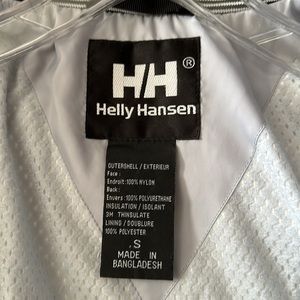 HH®
Helly Hansen
OUTERSHELL / EXTERIEUR
Face :
Endroit: 100% NYLON
Back :
Envers: 100% POLYURETHANE
INSULATION / ISOLANT
3M THINSULATE
LINING / DOUBLURE
100% POLYESTER
S
MADE IN
BANGLADESH